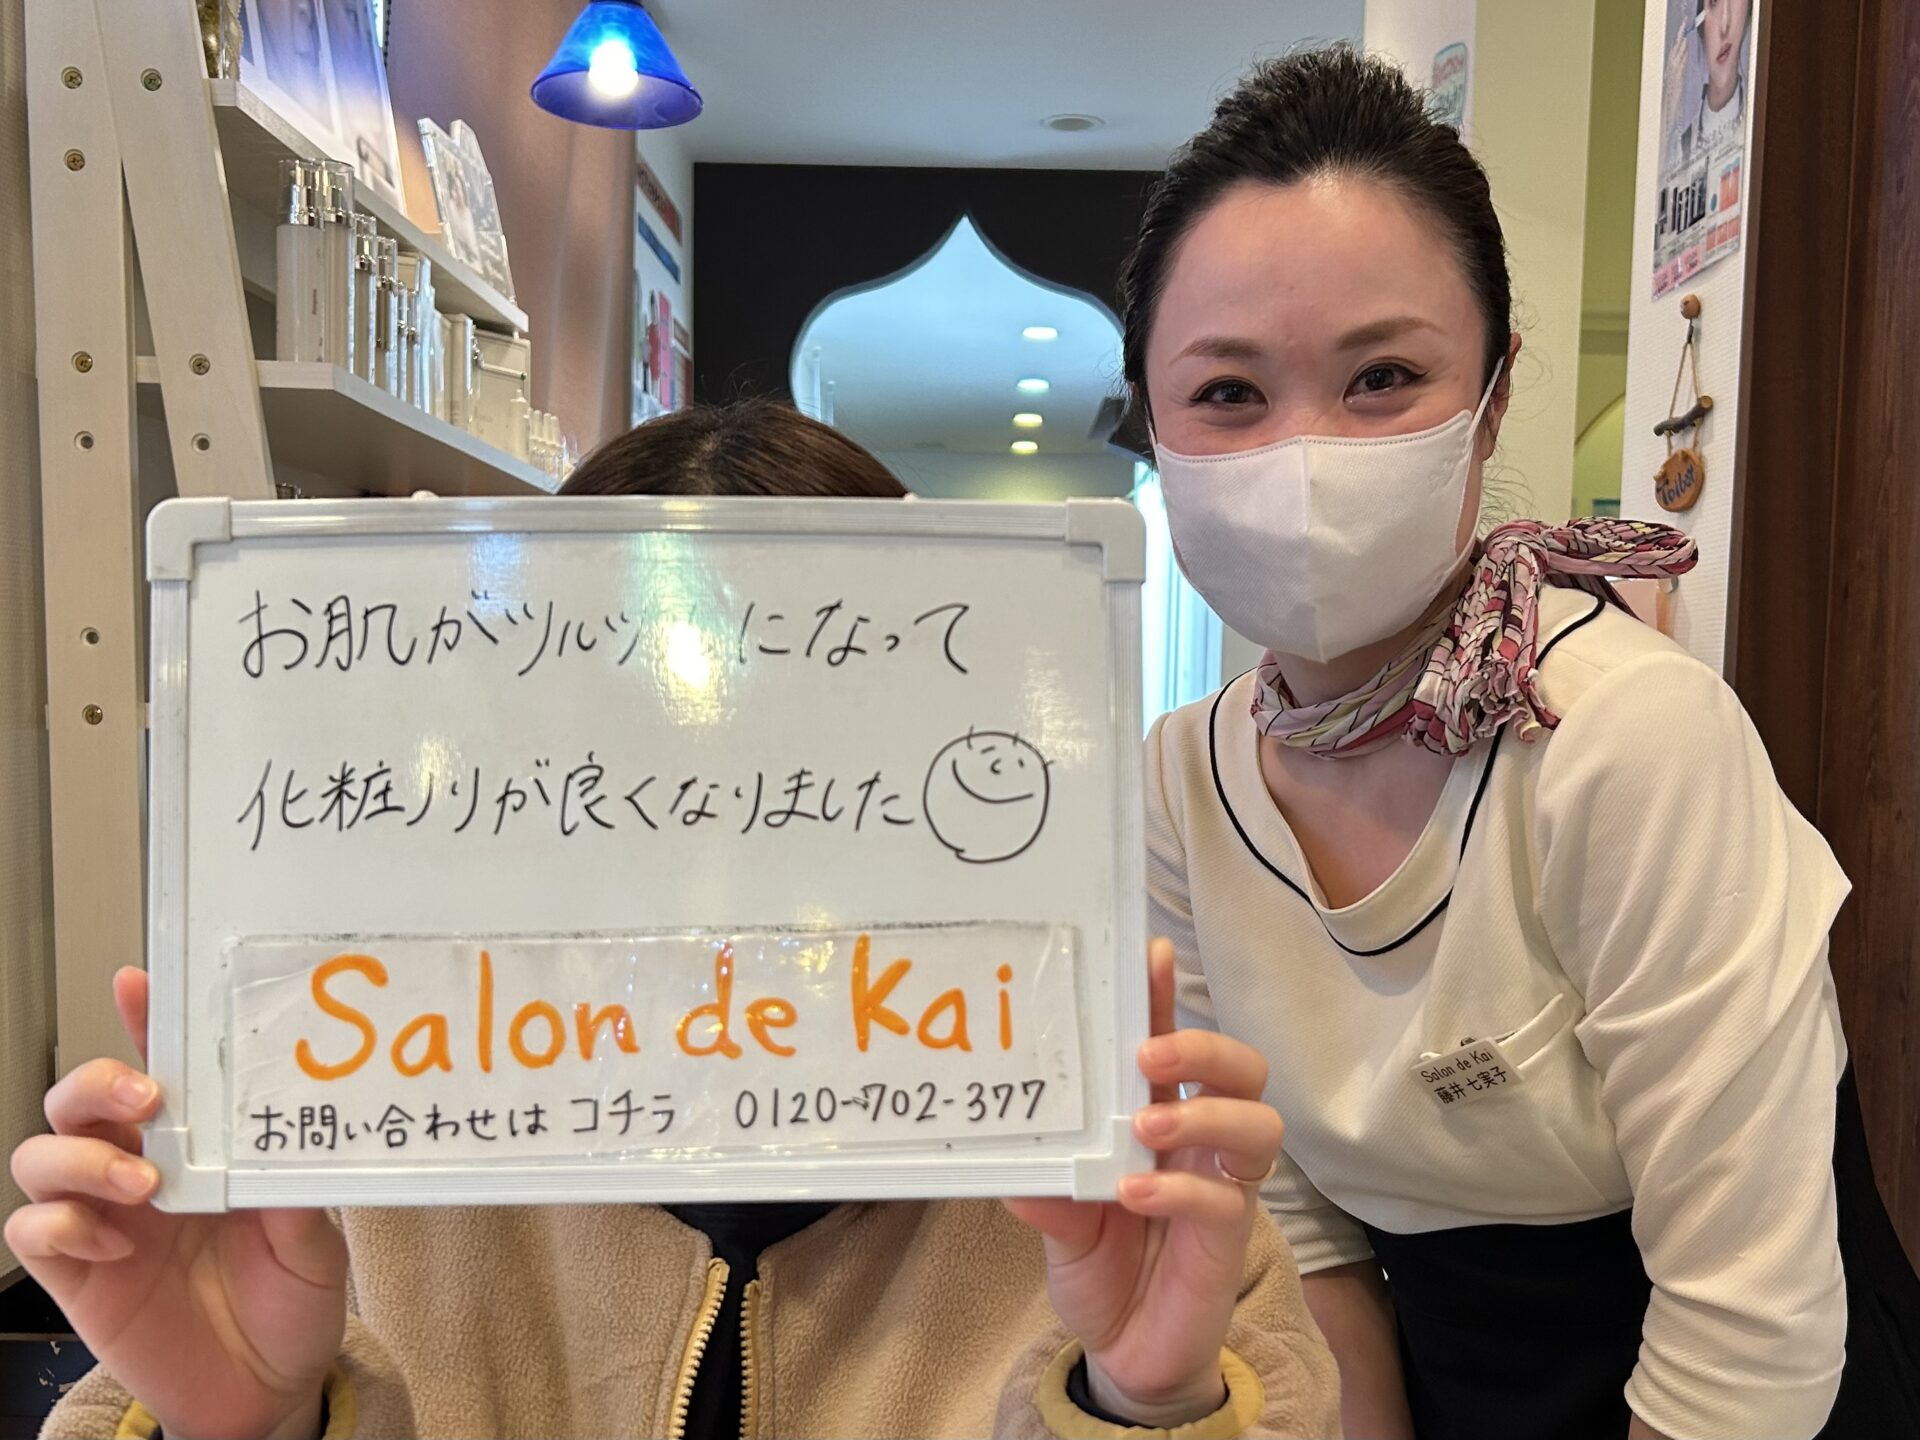 お肌がツルツルになって
化粧ノリが良くなりました
Salon de Kai
お問い合わせは コチラ 0120-702-377
Salon de Kai
藤井 七実子
Toilet